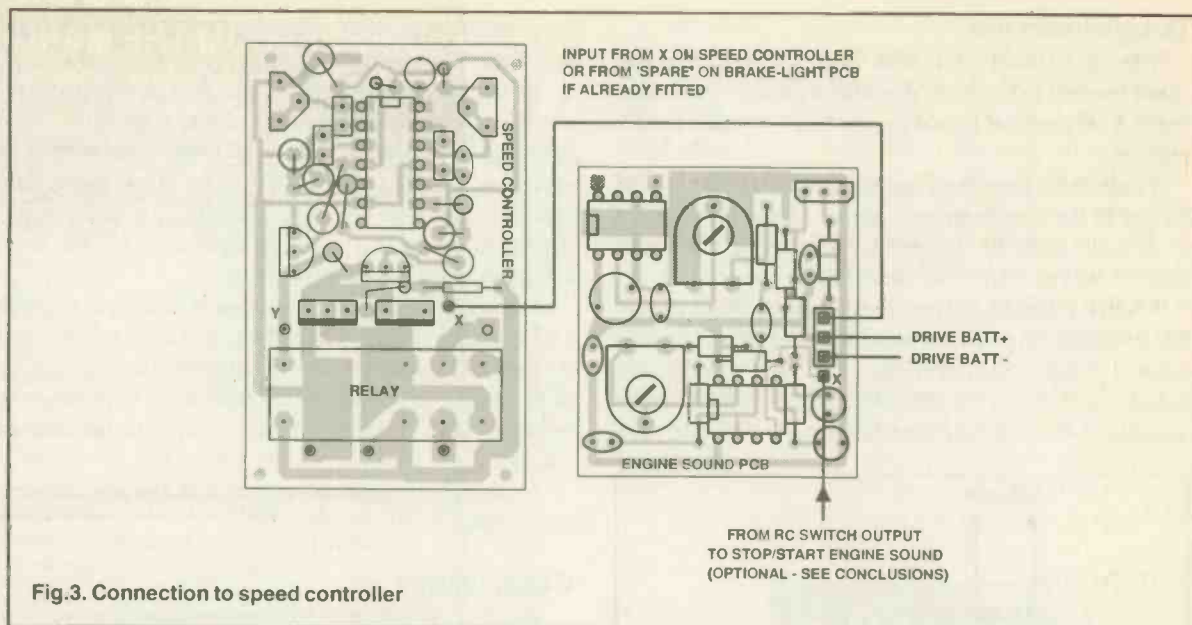 INPUT FROM X ON SPEED CONTROLLER
OR FROM 'SPARE' ON BRAKE-LIGHT PCB
IF ALREADY FITTED
SPEED CONTROLLER
Y
X
RELAY
DRIVE BATT+
DRIVE BATT -
X
ENGINE SOUND PCB
FROM RC SWITCH OUTPUT
TO STOP/START ENGINE SOUND
(OPTIONAL - SEE CONCLUSIONS)
Fig.3. Connection to speed controller